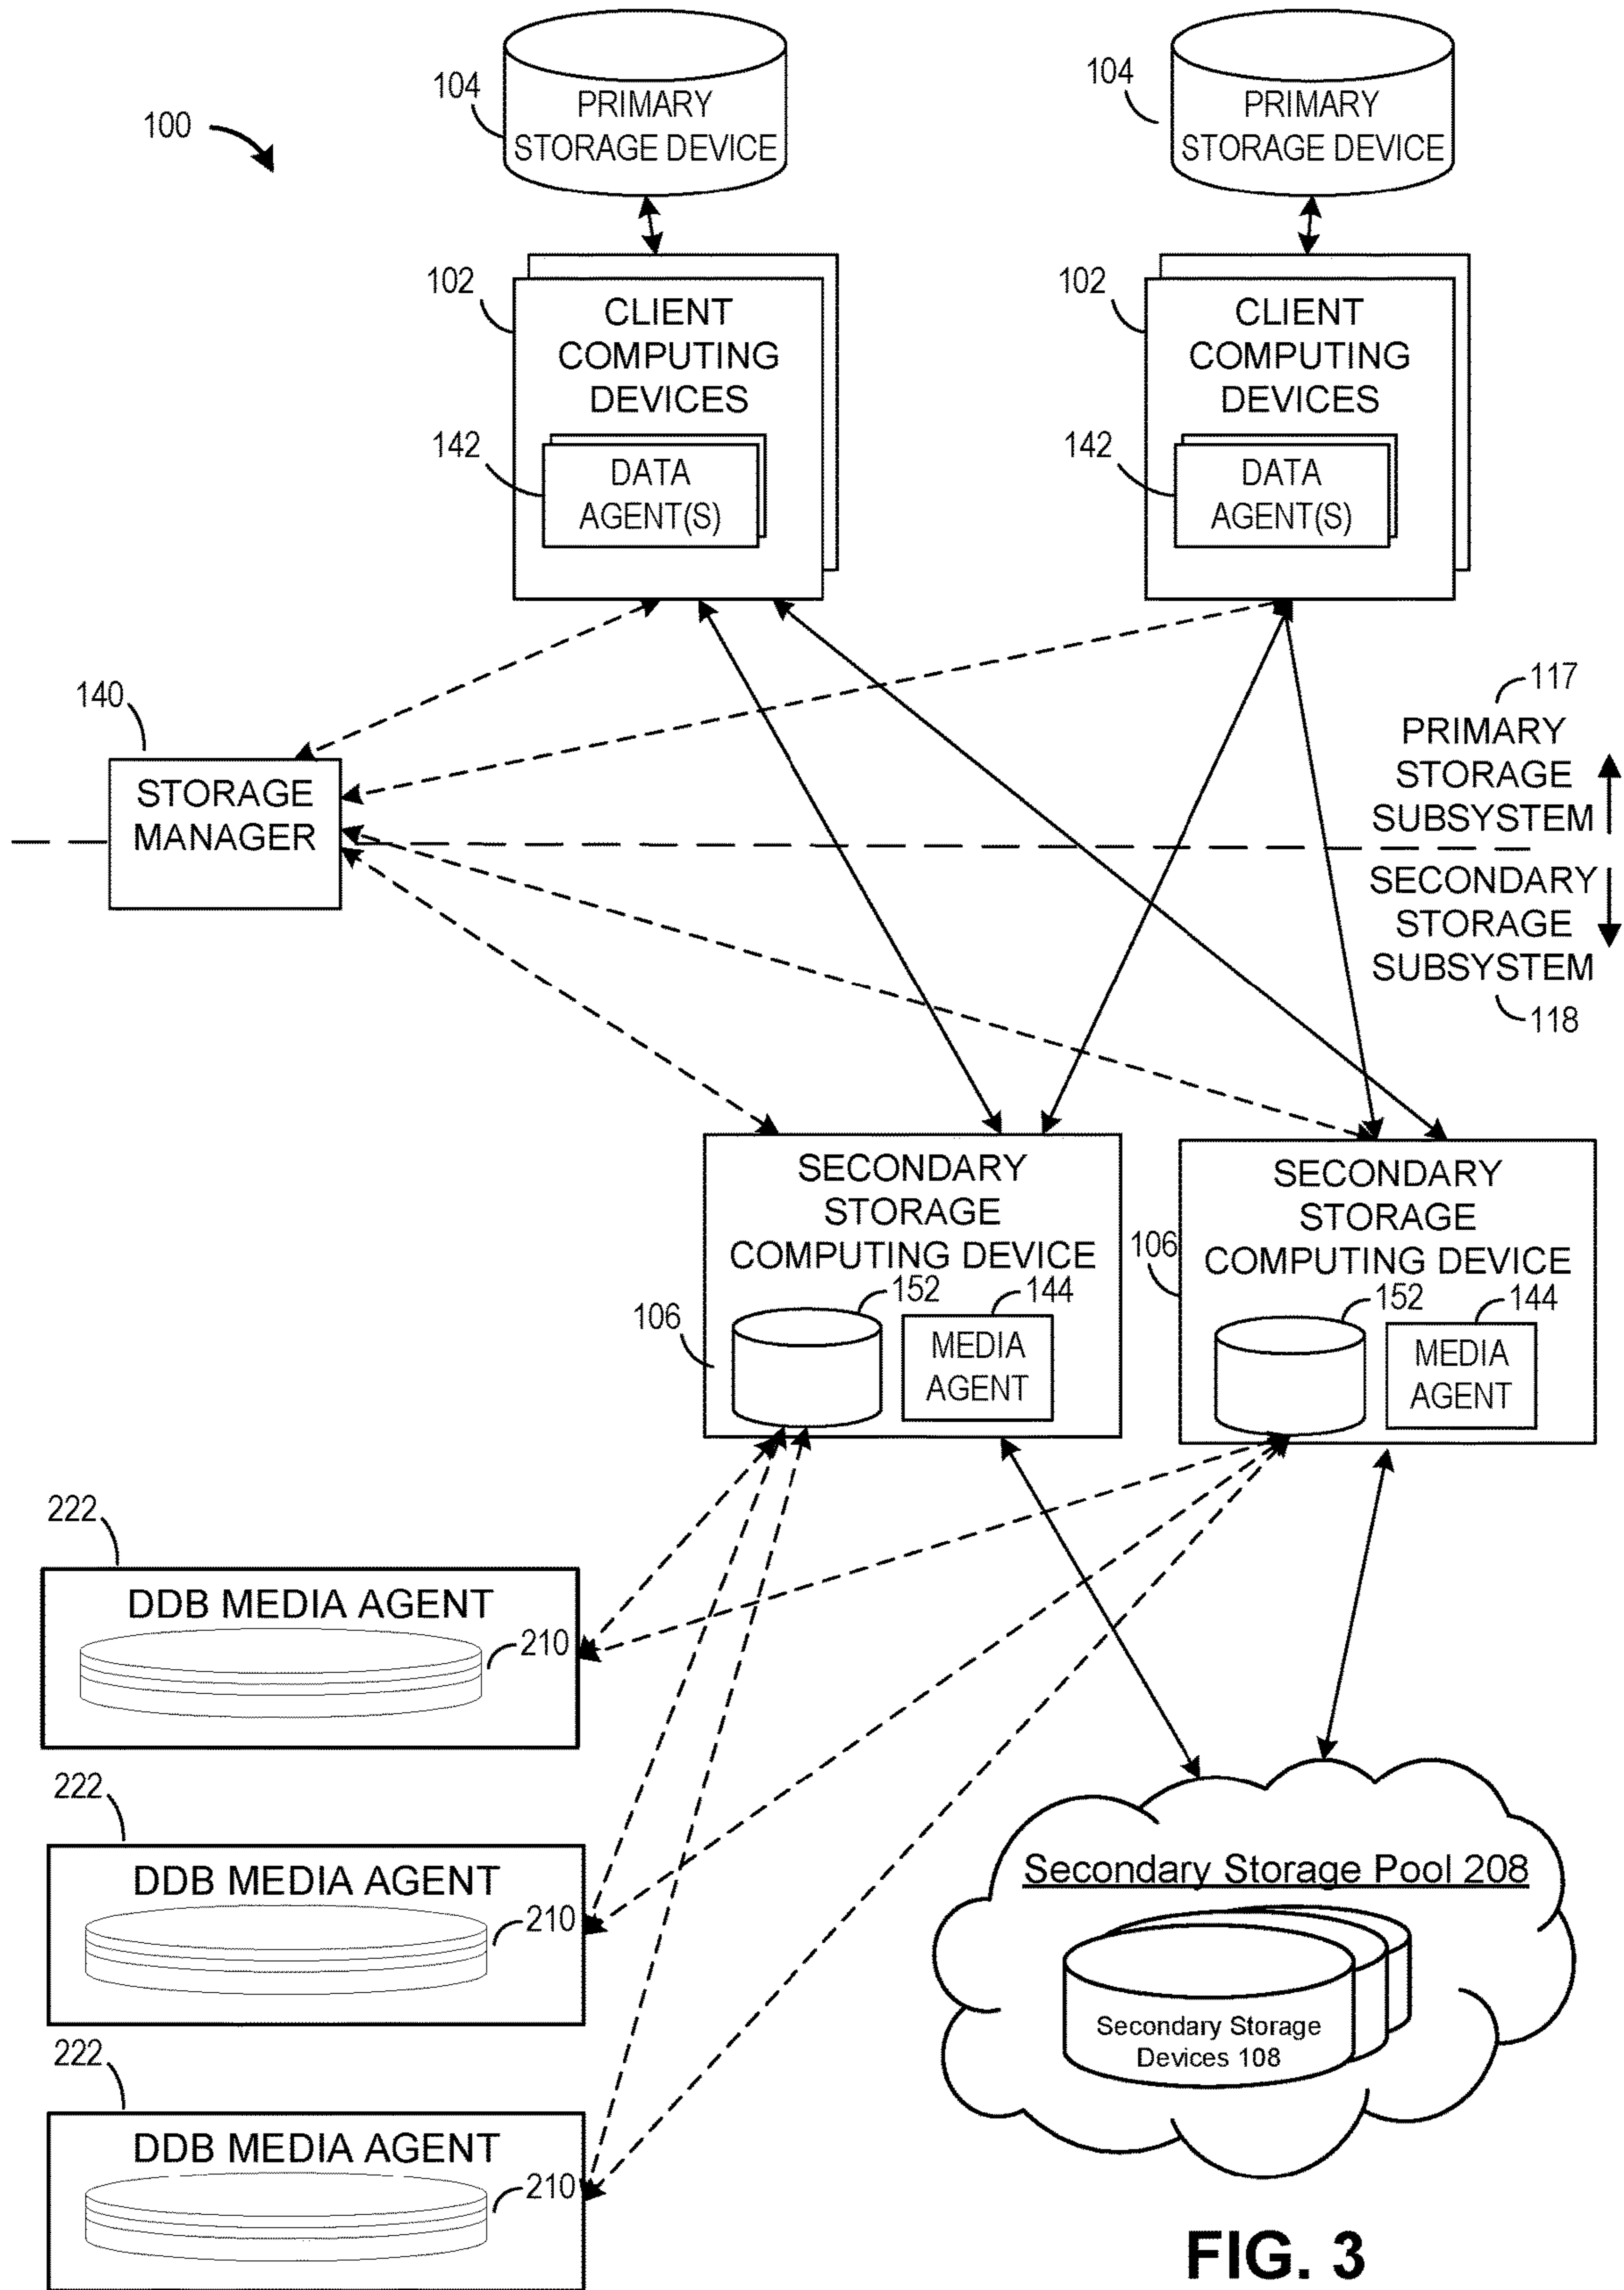 100
104
PRIMARY
STORAGE DEVICE
104
PRIMARY
STORAGE DEVICE
102
CLIENT
COMPUTING
DEVICES
142
DATA
AGENT(S)
102
CLIENT
COMPUTING
DEVICES
142
DATA
AGENT(S)
140
STORAGE
MANAGER
117
PRIMARY
STORAGE
SUBSYSTEM
SECONDARY
STORAGE
SUBSYSTEM
118
SECONDARY
STORAGE
COMPUTING DEVICE
106
152
144
MEDIA
AGENT
SECONDARY
STORAGE
COMPUTING DEVICE
106
152
144
MEDIA
AGENT
222
DDB MEDIA AGENT
210
222
DDB MEDIA AGENT
210
222
DDB MEDIA AGENT
210
Secondary Storage Pool 208
Secondary Storage
Devices 108
FIG. 3